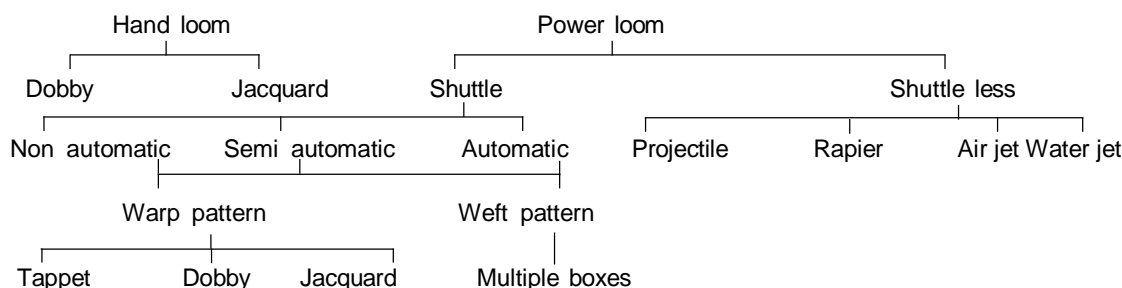 Hand loom Power loom
Dobby Jacquard Shuttle Shuttle less
Non automatic Semi automatic Automatic Projectile Rapier Air jet Water jet
Warp pattern Weft pattern
Tappet Dobby Jacquard Multiple boxes